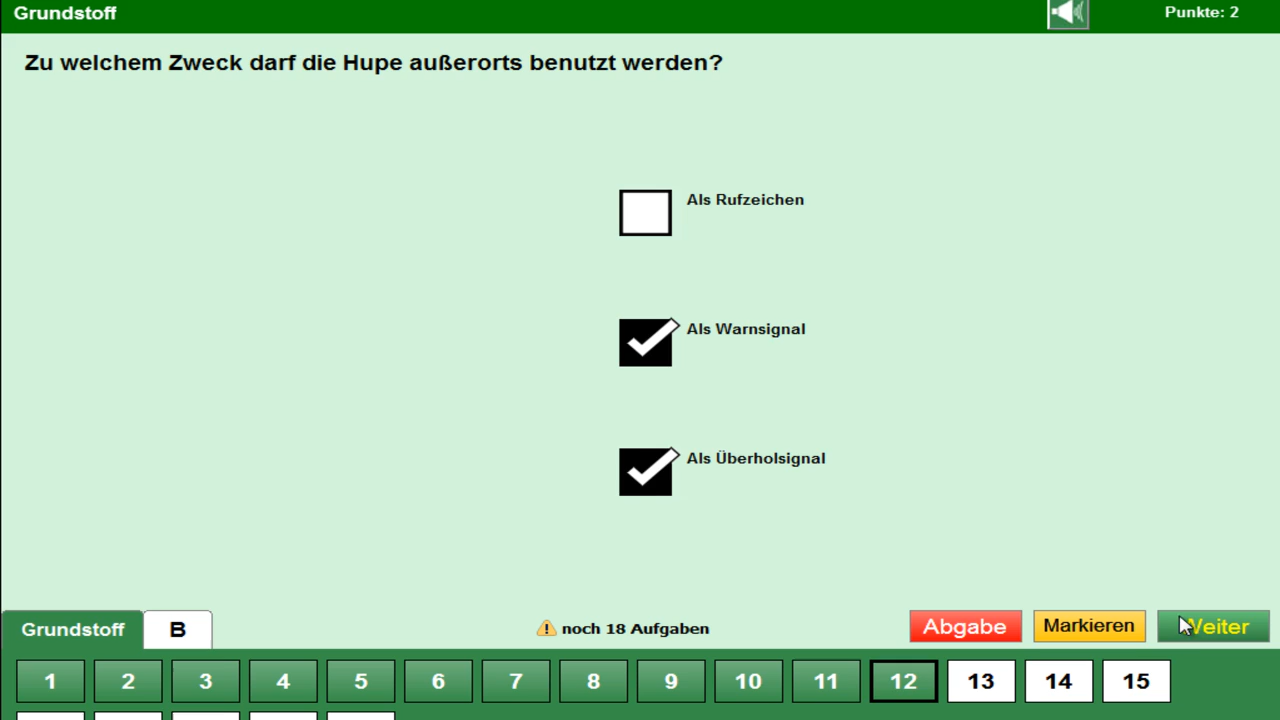 Grundstoff
Punkte: 2
Zu welchem Zweck darf die Hupe außerorts benutzt werden?
Als Rufzeichen
Als Warnsignal
Als Überholsignal
Grundstoff
B
noch 18 Aufgaben
Abgabe
Markieren
Weiter
1 2 3 4 5 6 7 8 9 10 11 12 13 14 15